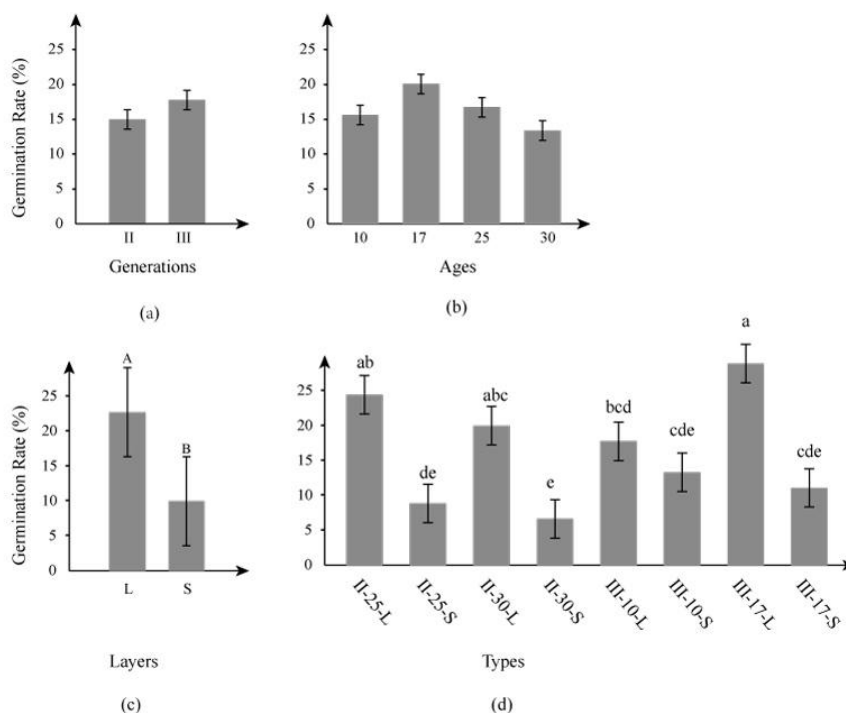 Germination Rate (%)
25
20
15
10
5
0
II III
Generations
(a)
25
20
15
10
5
0
10 17 25 30
Ages
(b)
Germination Rate (%)
25
20
15
10
5
0
A
B
L S
Layers
(c)
25
20
15
10
5
0
ab
de
abc
e
bcd
cde
a
cde
II-25-L
II-25-S
II-30-L
II-30-S
III-10-L
III-10-S
III-17-L
III-17-S
Types
(d)